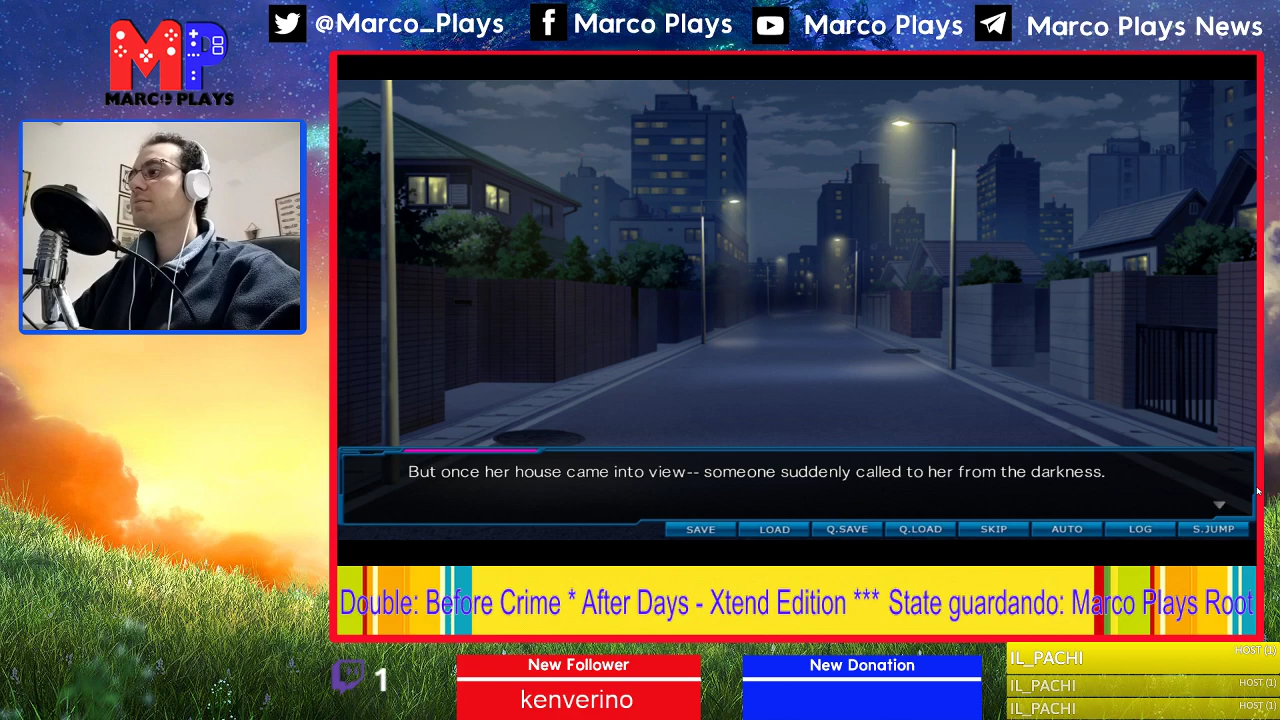 @Marco_Plays
Marco Plays
Marco Plays
Marco Plays News
MP
MARCO PLAYS
But once her house came into view-- someone suddenly called to her from the darkness.
SAVE
LOAD
Q.SAVE
Q.LOAD
SKIP
AUTO
LOG
S.JUMP
Double: Before Crime * After Days - Xtend Edition *** State guardando: Marco Plays Root
1
New Follower
kenverino
New Donation
IL_PACHI
HOST (1)
IL_PACHI
HOST (1)
IL_PACHI
HOST (1)